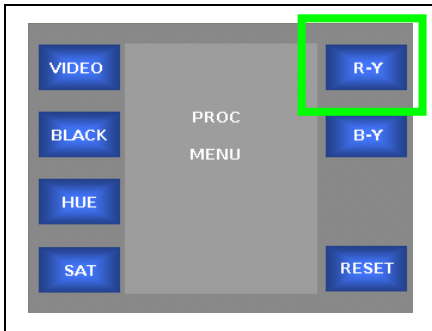 VIDEO
R-Y
PROC
MENU
BLACK
B-Y
HUE
SAT
RESET